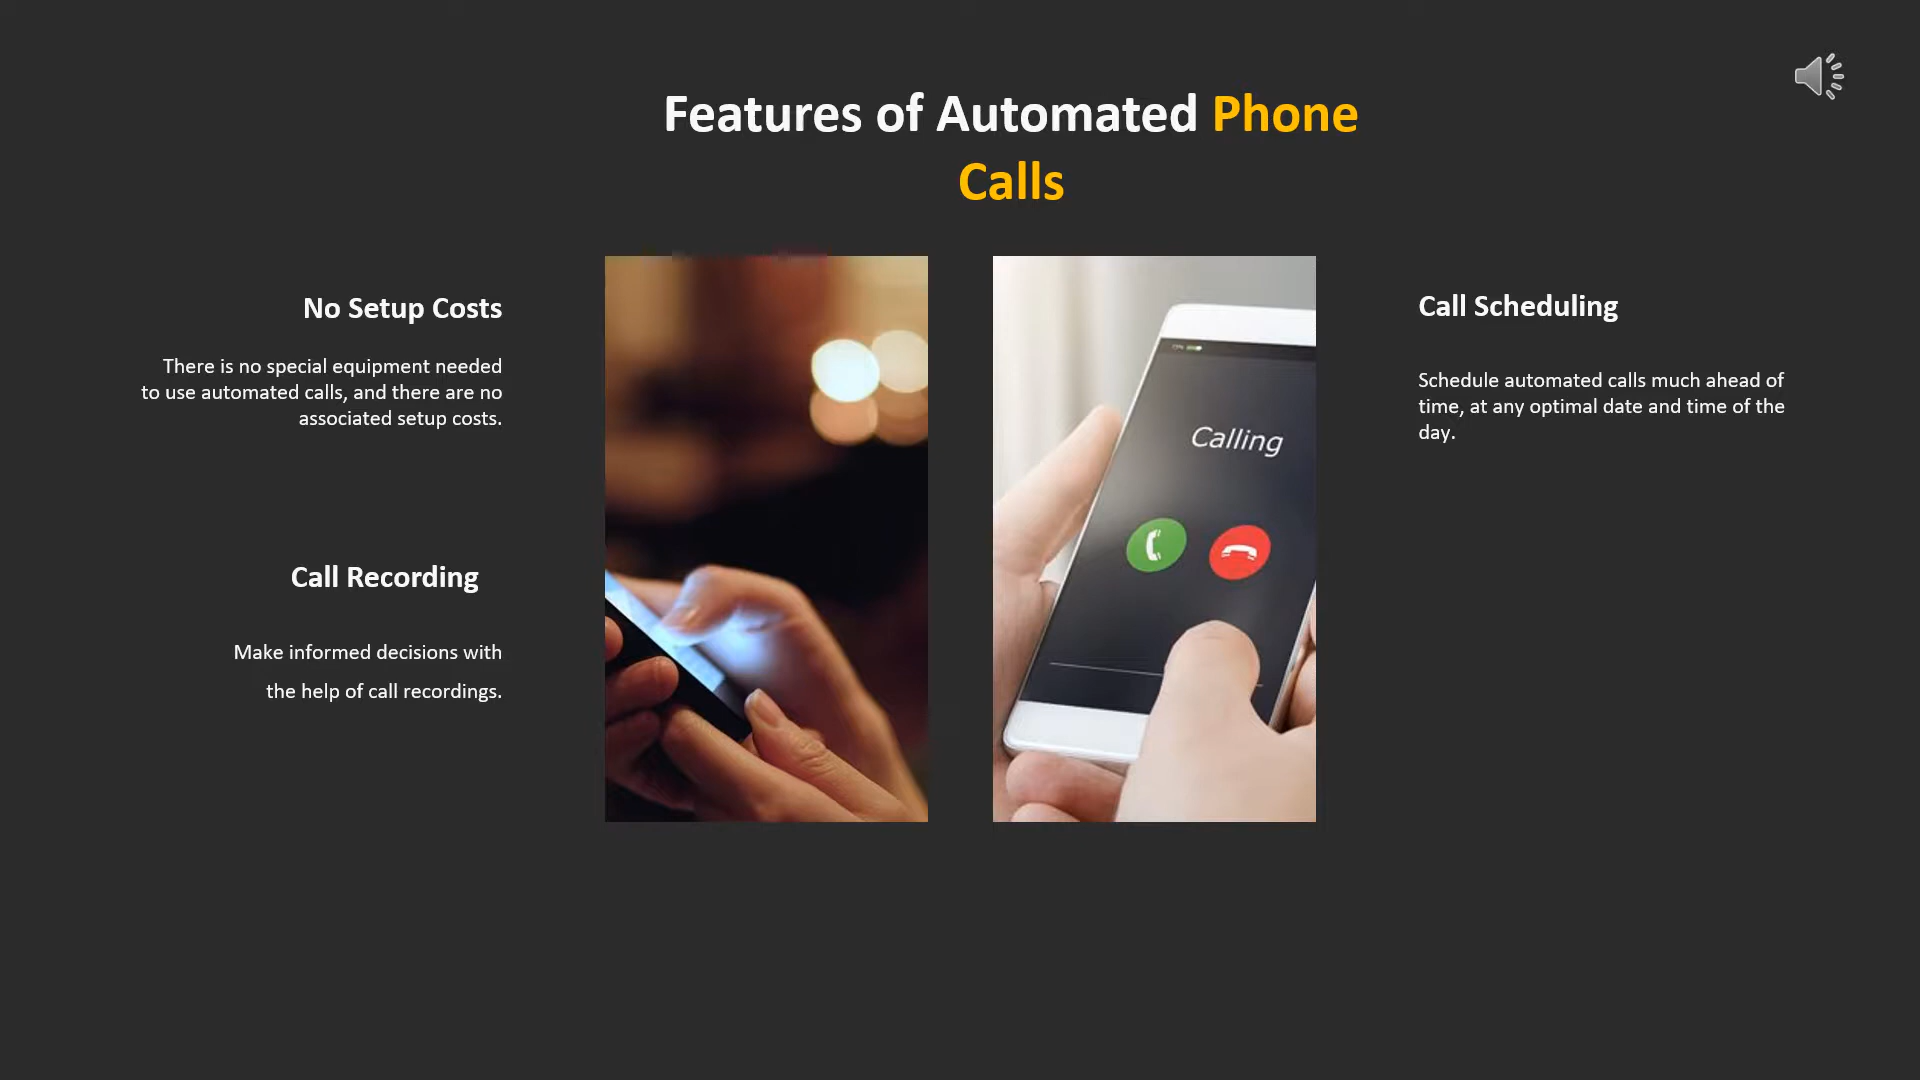 Features of Automated Phone
Calls
No Setup Costs
There is no special equipment needed
to use automated calls, and there are no
associated setup costs.
Call Recording
Make informed decisions with
the help of call recordings.
Calling
Call Scheduling
Schedule automated calls much ahead of
time, at any optimal date and time of the
day.